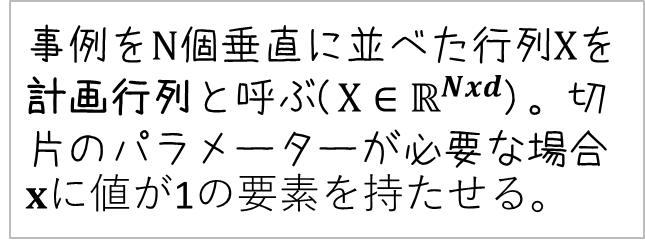 事例をN個垂直に並べた行列Xを
計画行列と呼ぶ(X ∈ ℝ^{Nxd})。切
片のパラメーターが必要な場合
xに値が1の要素を持たせる。